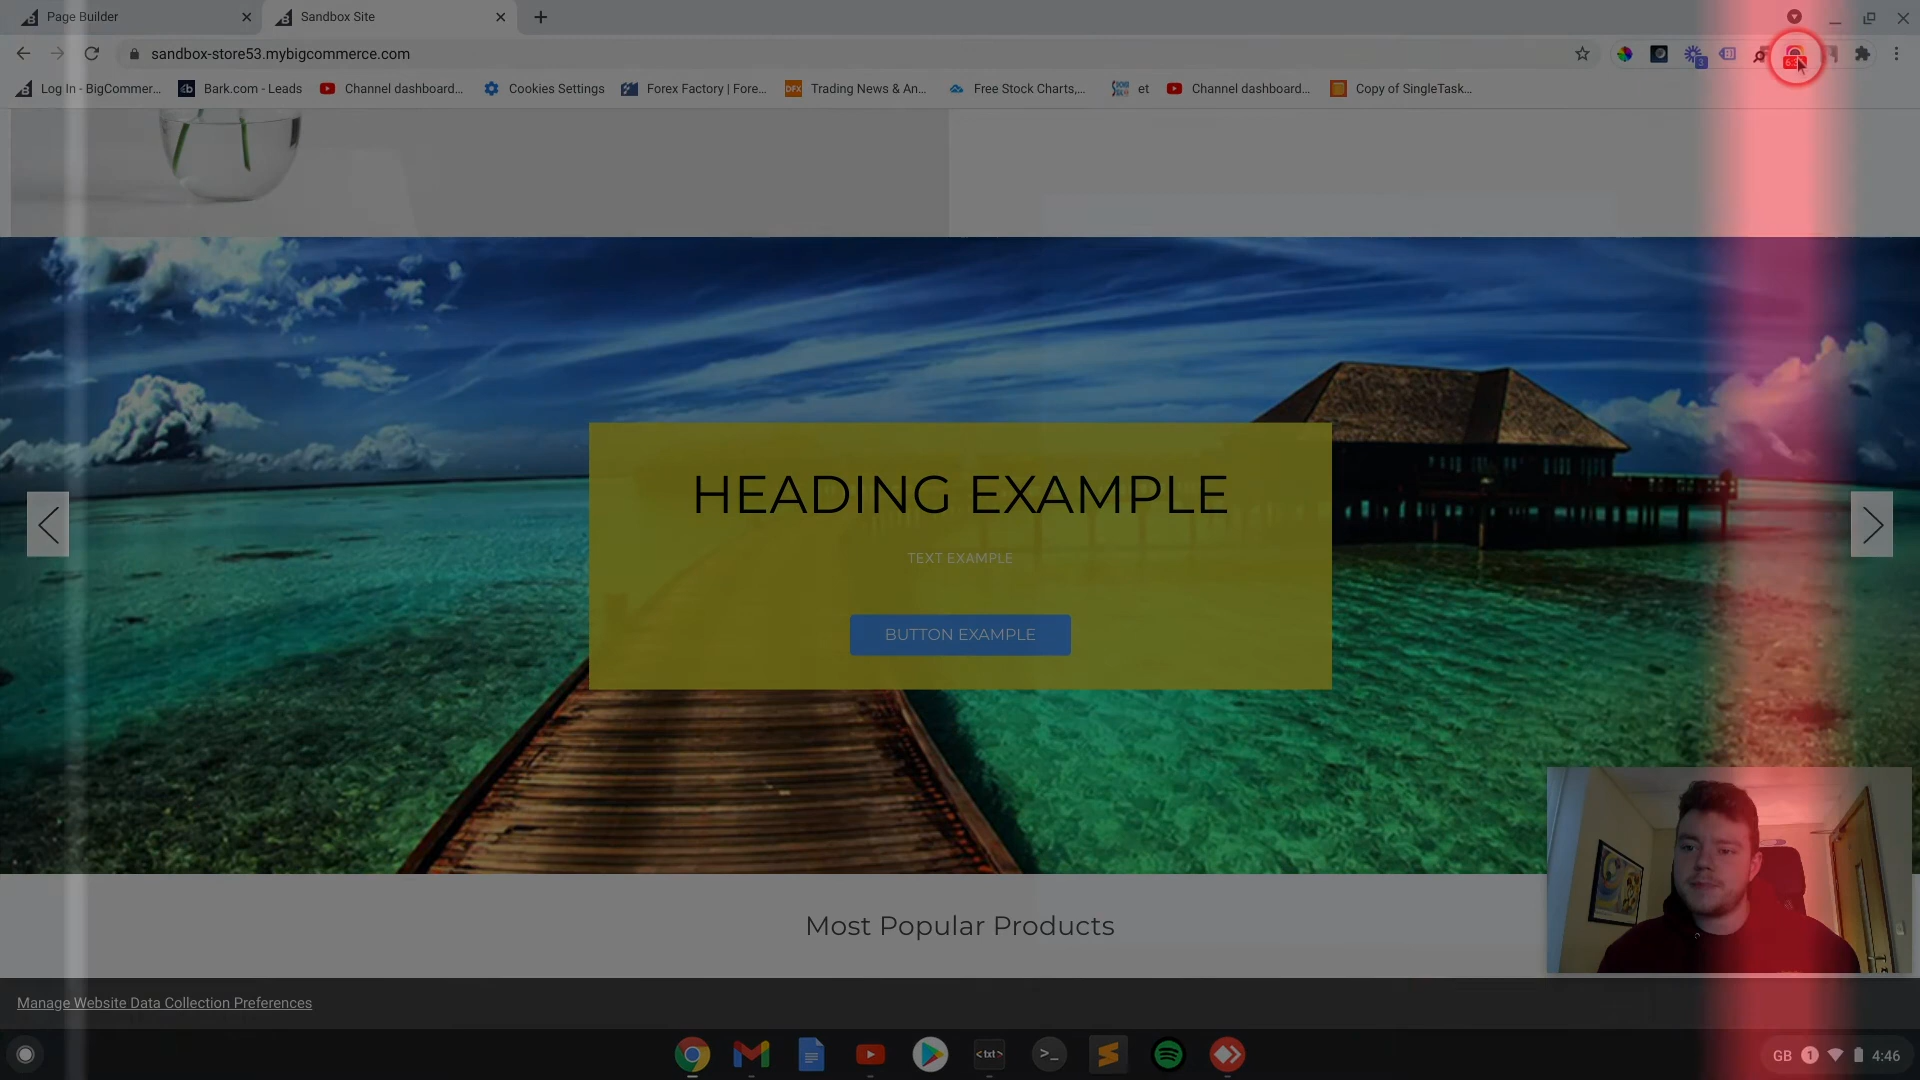 Page Builder
Sandbox Site
sandbox-store53.mybigcommerce.com
Log In - BigCommer...
Bark.com - Leads
Channel dashboard...
Cookies Settings
Forex Factory | Fore...
Trading News & An...
Free Stock Charts,...
et
Channel dashboard...
Copy of SingleTask...
HEADING EXAMPLE
TEXT EXAMPLE
BUTTON EXAMPLE
Most Popular Products
Manage Website Data Collection Preferences
<txt>
GB 1 4:46